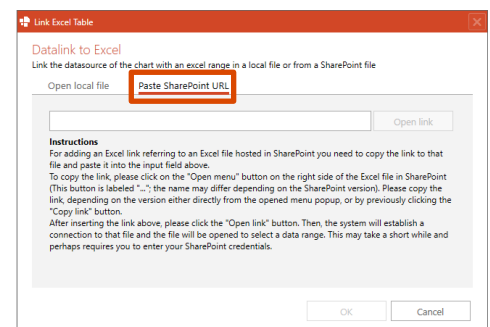 Link Excel Table
Datalink to Excel
Link the datasource of the chart with an excel range in a local file or from a SharePoint file
Open local file
Paste SharePoint URL
Open link
Instructions
For adding an Excel link referring to an Excel file hosted in SharePoint you need to copy the link to that
file and paste it into the input field above.
To copy the link, please click on the "Open menu" button on the right side of the Excel file in SharePoint
(This button is labeled "..."; the name may differ depending on the SharePoint version). Please copy the
link, depending on the version either directly from the opened menu popup, or by previously clicking the
"Copy link" button.
After inserting the link above, please click the "Open link" button. Then, the system will establish a
connection to that file and the file will be opened to select a data range. This may take a short while and
perhaps requires you to enter your SharePoint credentials.
OK
Cancel